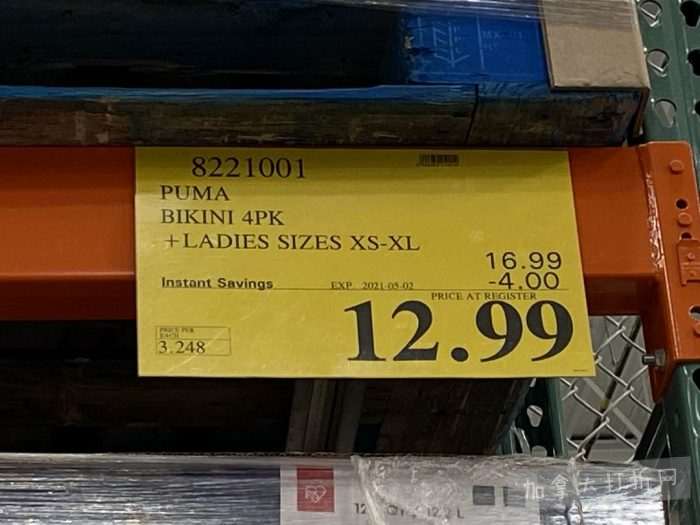 8221001
PUMA
BIKINI 4PK
+LADIES SIZES XS-XL
16.99
Instant Savings EXP. 2021-05-02 -4.00
PRICE AT REGISTER
12.99
PRICE PER
EACH
3.248
加拿大打折网